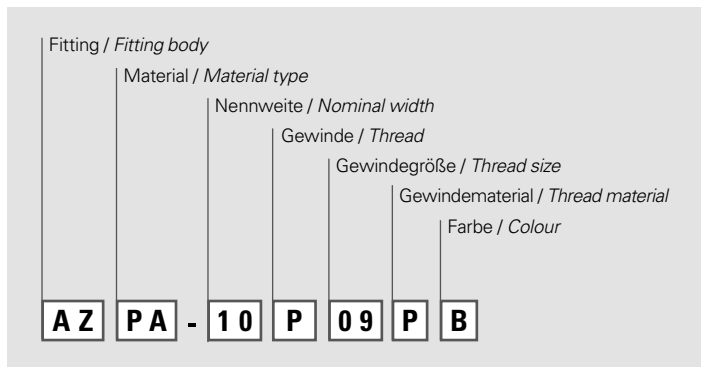 Fitting / Fitting body
Material / Material type
Nennweite / Nominal width
Gewinde / Thread
Gewindegröße / Thread size
Gewindematerial / Thread material
Farbe / Colour
AZ PA - 10 P 09 P B